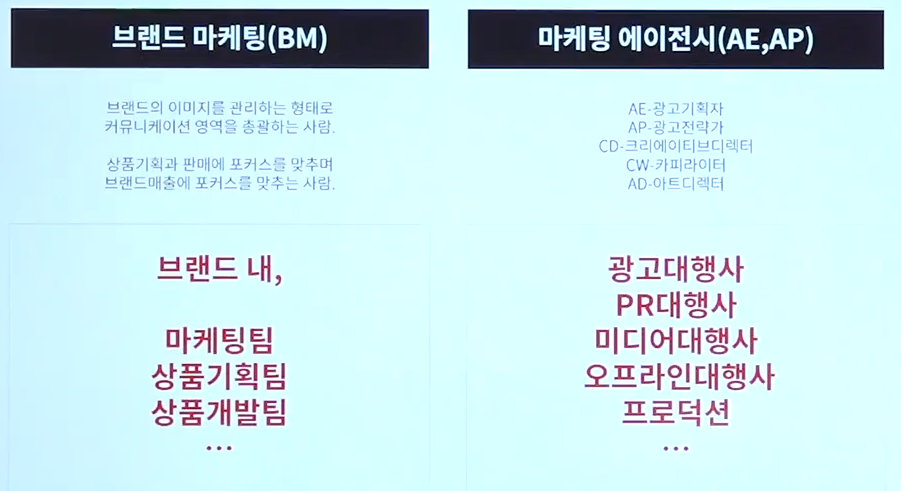 브랜드 마케팅(BM)
브랜드의 이미지를 관리하는 형태로
커뮤니케이션 영역을 총괄하는 사람.
상품기획과 판매에 포커스를 맞추며
브랜드매출에 포커스를 맞추는 사람.
브랜드 내,
마케팅팀
상품기획팀
상품개발팀
...
마케팅 에이전시(AE,AP)
AE-광고기획자
AP-광고전략가
CD-크리에이티브디렉터
CW-카피라이터
AD-아트디렉터
광고대행사
PR대행사
미디어대행사
오프라인대행사
프로덕션
...